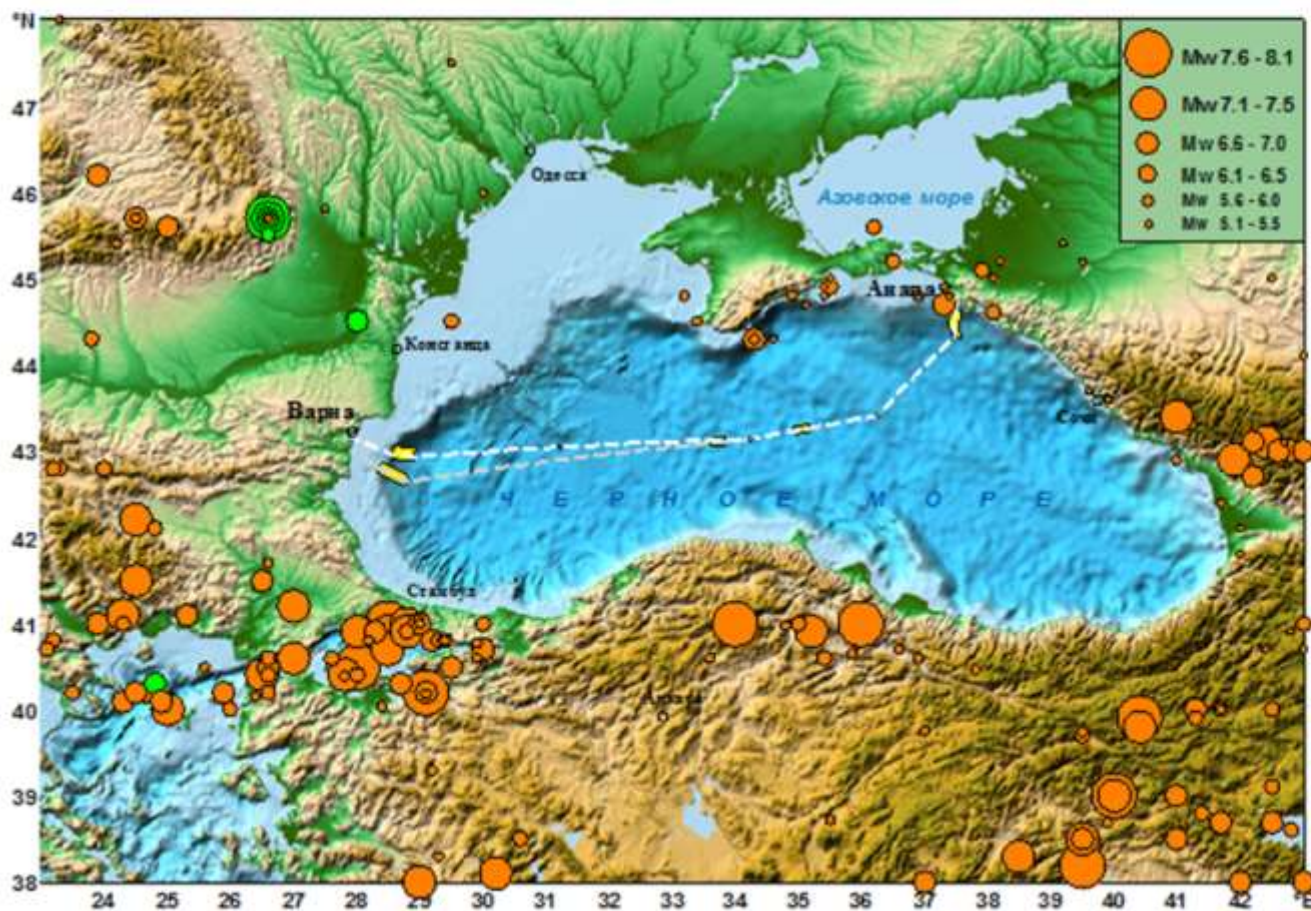 °N
Mw 7.6 - 8.1
Mw 7.1 - 7.5
Mw 6.6 - 7.0
Mw 6.1 - 6.5
Mw 5.6 - 6.0
Mw 5.1 - 5.5
47
46
45
44
43
42
41
40
39
38
Одесса
Азовское море
Анапа
Констанца
Варна
Сочи
ЧЕРНОЕ МОРЕ
Стамбул
Анкара
24 25 26 27 28 29 30 31 32 33 34 35 36 37 38 39 40 41 42